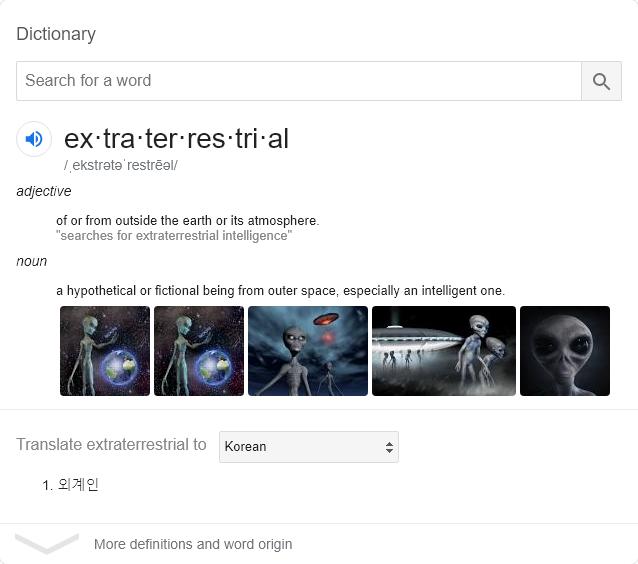 Dictionary
Search for a word
ex·tra·ter·res·tri·al
/ˌekstrətəˈrestrēəl/
adjective
of or from outside the earth or its atmosphere.
"searches for extraterrestrial intelligence"
noun
a hypothetical or fictional being from outer space, especially an intelligent one.
Translate extraterrestrial to Korean
1. 외계인
More definitions and word origin